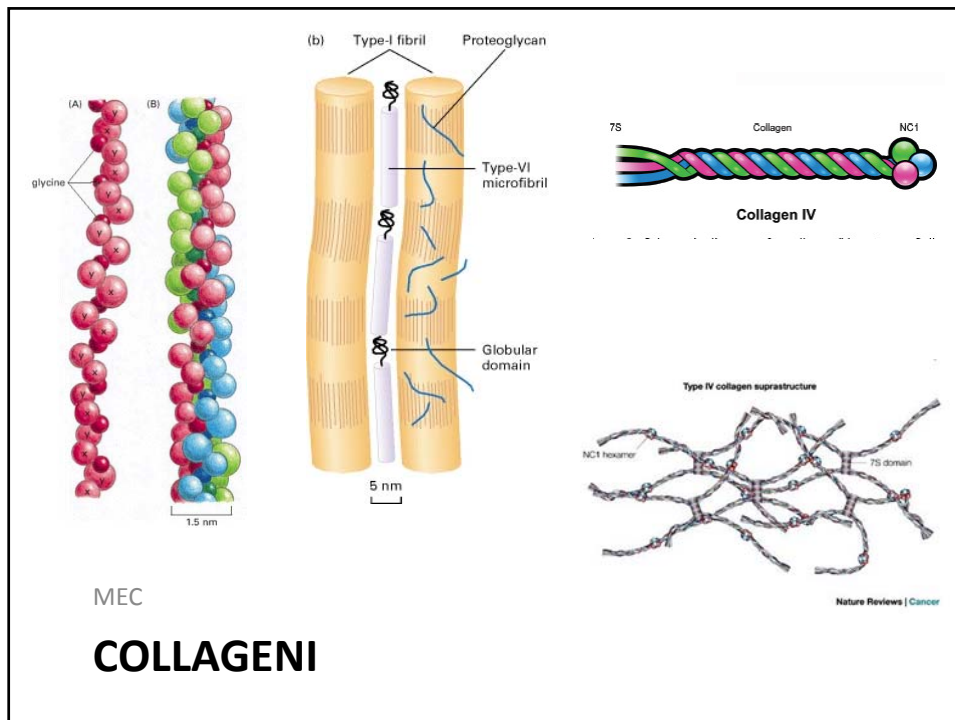 (A)
(B)
glycine
y
x
y
x
y
x
y
x
y
x
y
x
y
x
y
x
1.5 nm
(b)
Type-I fibril
Proteoglycan
Type-VI
microfibril
Globular
domain
5 nm
7S
Collagen
NC1
Collagen IV
Type IV collagen suprastructure
NC1 hexamer
7S domain
Nature Reviews | Cancer
MEC
COLLAGENI